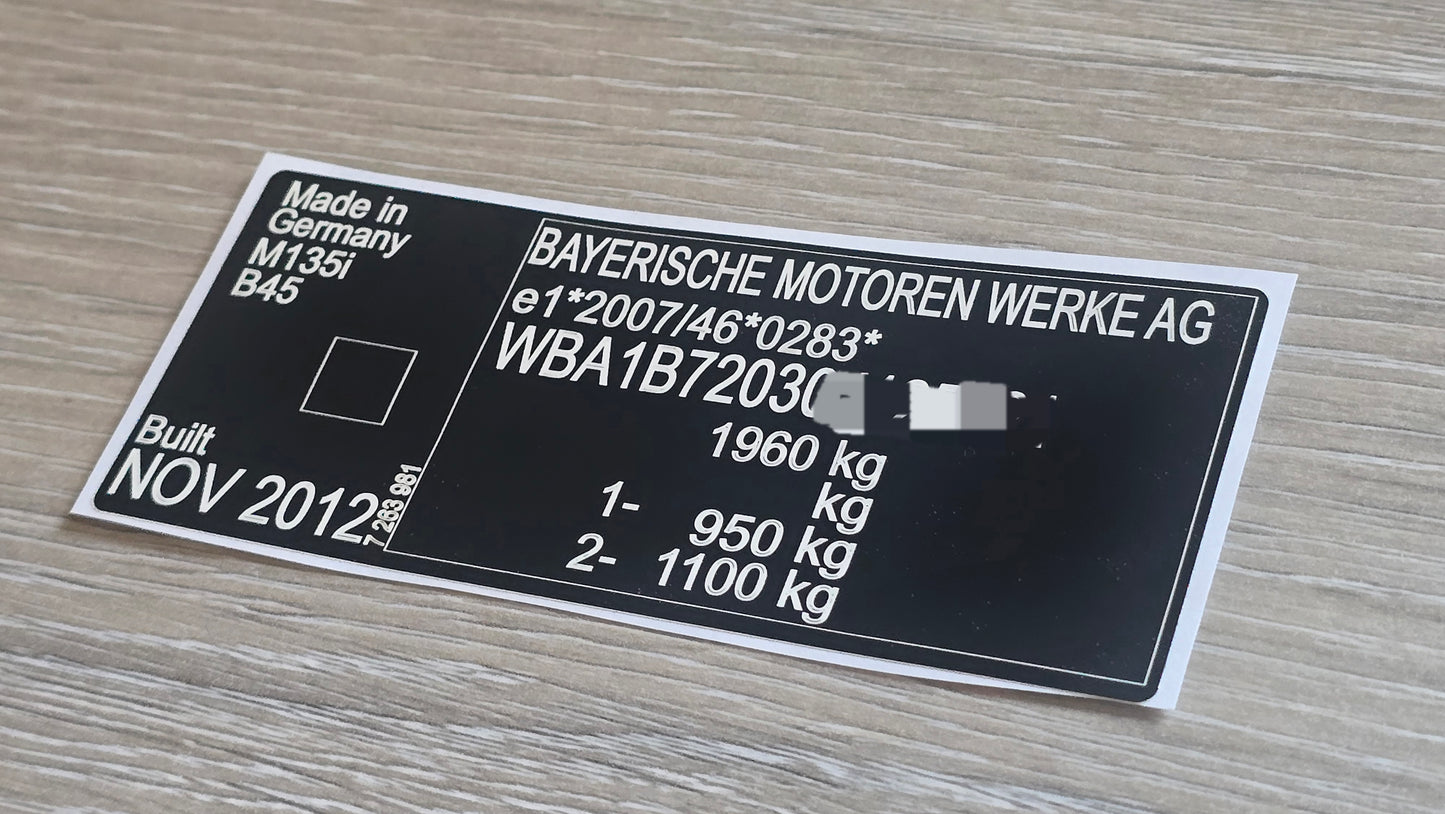 Made in
Germany
M135i
B45
Built
NOV 2012
7 263 981
BAYERISCHE MOTOREN WERKE AG
e1*2007/46*0283*
WBA1B72030
1960 kg
kg
1- 950 kg
2- 1100 kg